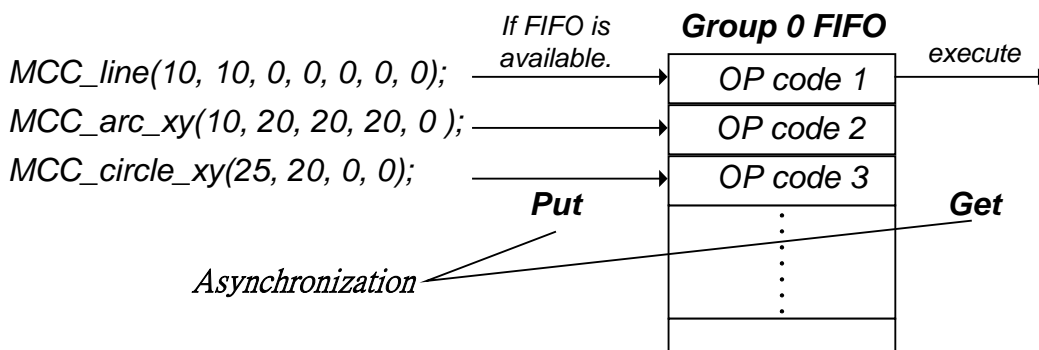 If FIFO is
available.
Group 0 FIFO
execute
MCC_line(10, 10, 0, 0, 0, 0, 0);
OP code 1
MCC_arc_xy(10, 20, 20, 20, 0 );
OP code 2
MCC_circle_xy(25, 20, 0, 0);
OP code 3
Put
Get
Asynchronization